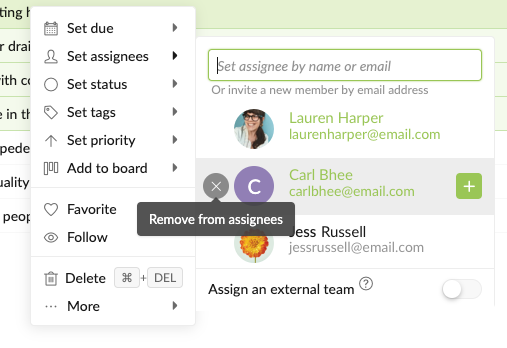 ting h
r drai
with co
e in th
pede
uality
peop
Set due
Set assignees
Set status
Set tags
Set priority
Add to board
Favorite
Follow
Delete ⌘ + DEL
More
Set assignee by name or email
Or invite a new member by email address
Lauren Harper
laurenharper@email.com
C
Carl Bhee
carlbhee@email.com
Remove from assignees
Jess Russell
jessrussell@email.com
Assign an external team ?